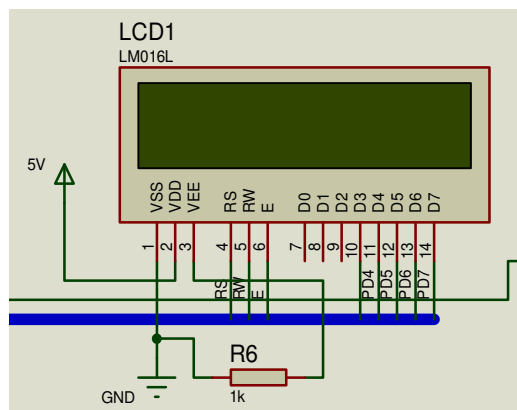 LCD1
LM016L
5V
VSS
VDD
VEE
RS
RW
E
D0
D1
D2
D3
D4
D5
D6
D7
1
2
3
4
5
6
7
8
9
10
11
12
13
14
RS
RW
E
PD4
PD5
PD6
PD7
R6
GND
1k